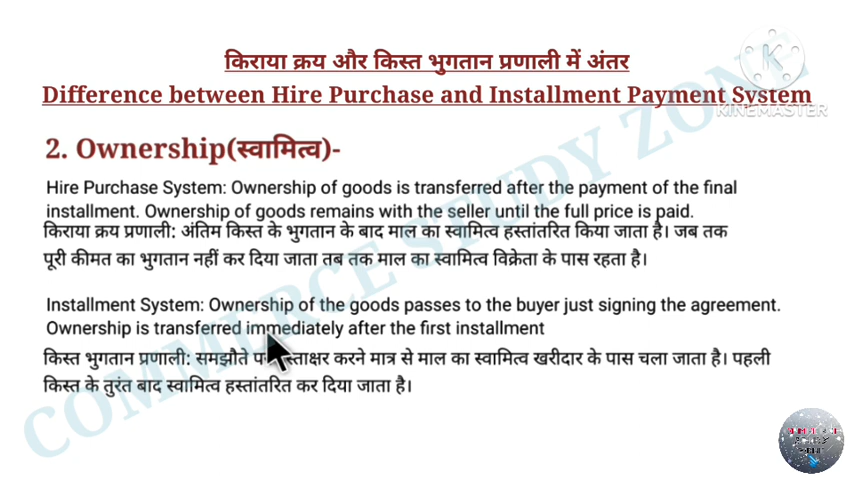 किराया क्रय और किस्त भुगतान प्रणाली में अंतर
Difference between Hire Purchase and Installment Payment System
KINEMASTER
2. Ownership(स्वामित्व)-
Hire Purchase System: Ownership of goods is transferred after the payment of the final
installment. Ownership of goods remains with the seller until the full price is paid.
किराया क्रय प्रणाली: अंतिम किस्त के भुगतान के बाद माल का स्वामित्व हस्तांतरित किया जाता है। जब तक
पूरी कीमत का भुगतान नहीं कर दिया जाता तब तक माल का स्वामित्व विक्रेता के पास रहता है।
Installment System: Ownership of the goods passes to the buyer just signing the agreement.
Ownership is transferred immediately after the first installment
किस्त भुगतान प्रणाली: समझौते करने मात्र से माल का स्वामित्व खरीदार के पास चला जाता है। पहली
किस्त के तुरंत बाद स्वामित्व हस्तांतरित कर दिया जाता है।
COMMERCE STUDY ZONE